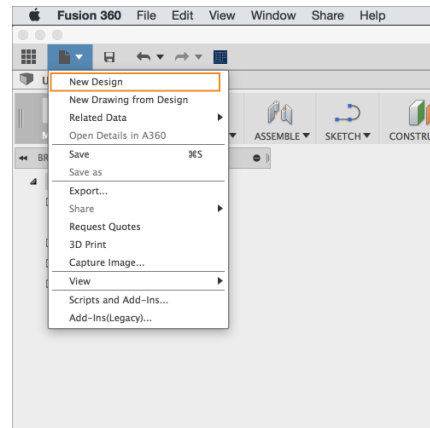 Fusion 360 File Edit View Window Share Help
U
New Design
New Drawing from Design
Related Data
Open Details in A360
M ASSEMBLE SKETCH CONSTRU
Save ⌘S
BR
Save as
Export...
Share
Request Quotes
3D Print
Capture Image...
View
Scripts and Add-Ins...
Add-Ins(Legacy)...